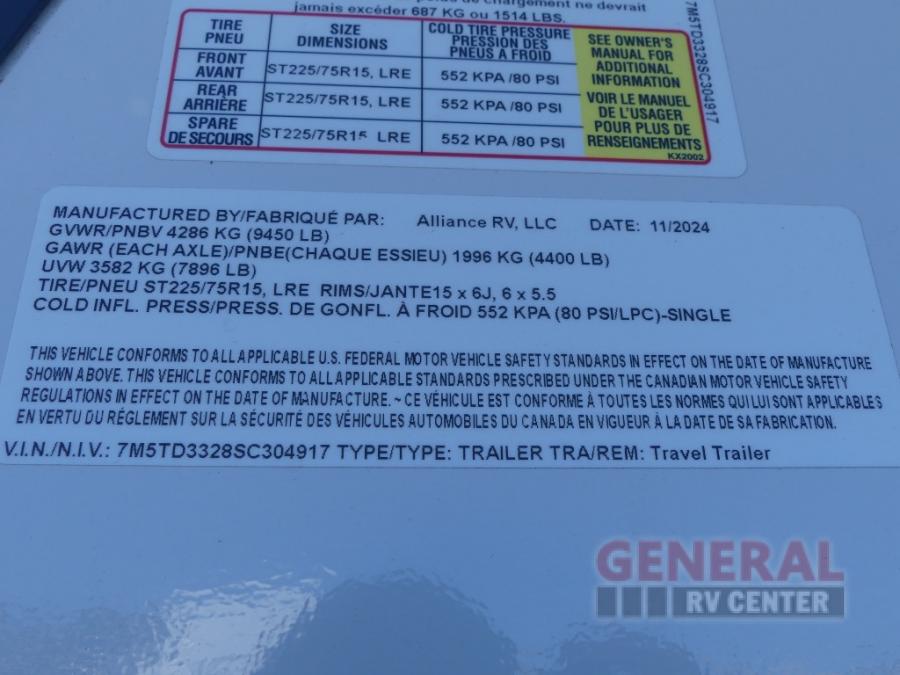 jamais excéder 687 KG ou 1514 LBS.
TIRE PNEU SIZE DIMENSIONS COLD TIRE PRESSURE PRESSION DES PNEUS A FROID
FRONT AVANT ST225/75R15, LRE 552 KPA /80 PSI
REAR ARRIÈRE ST225/75R15, LRE 552 KPA /80 PSI
SPARE DE SECOURS ST225/75R15 LRE 552 KPA /80 PSI
SEE OWNER'S
MANUAL FOR
ADDITIONAL
INFORMATION
VOIR LE MANUEL
DE L'USAGER
POUR PLUS DE
RENSEIGNEMENTS
KX2002
7M5TD3328SC304917
MANUFACTURED BY/FABRIQUÉ PAR: Alliance RV, LLC DATE: 11/2024
GVWR/PNBV 4286 KG (9450 LB)
GAWR (EACH AXLE)/PNBE(CHAQUE ESSIEU) 1996 KG (4400 LB)
UVW 3582 KG (7896 LB)
TIRE/PNEU ST225/75R15, LRE RIMS/JANTE15 x 6J, 6 x 5.5
COLD INFL. PRESS/PRESS. DE GONFL. À FROID 552 KPA (80 PSI/LPC)-SINGLE
THIS VEHICLE CONFORMS TO ALL APPLICABLE U.S. FEDERAL MOTOR VEHICLE SAFETY STANDARDS IN EFFECT ON THE DATE OF MANUFACTURE
SHOWN ABOVE. THIS VEHICLE CONFORMS TO ALL APPLICABLE STANDARDS PRESCRIBED UNDER THE CANADIAN MOTOR VEHICLE SAFETY
REGULATIONS IN EFFECT ON THE DATE OF MANUFACTURE. ~ CE VÉHICULE EST CONFORME À TOUTES LES NORMES QUI LUI SONT APPLICABLES
EN VERTU DU RÉGLEMENT SUR LA SÉCURITÉ DES VÉHICULES AUTOMOBILES DU CANADA EN VIGUEUR À LA DATE DE SA FABRICATION.
V.I.N./N.I.V.: 7M5TD3328SC304917 TYPE/TYPE: TRAILER TRA/REM: Travel Trailer
GENERAL
RV CENTER